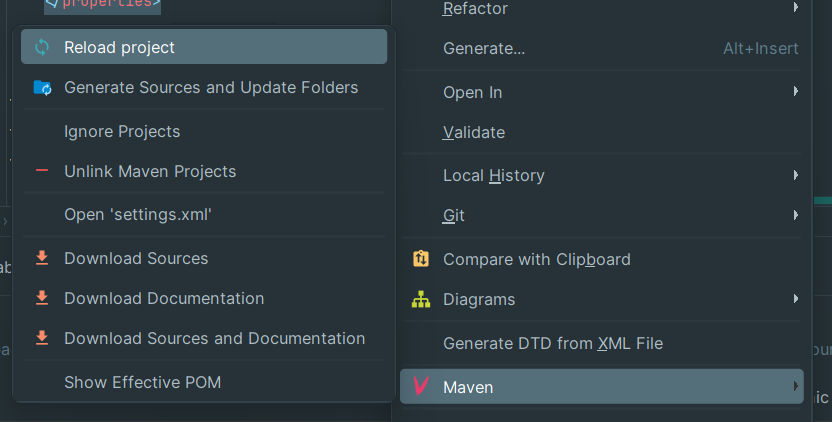 </properties>
Reload project
Generate Sources and Update Folders
Ignore Projects
Unlink Maven Projects
Open 'settings.xml'
Download Sources
Download Documentation
Download Sources and Documentation
Show Effective POM
Refactor
Generate... Alt+Insert
Open In
Validate
Local History
Git
Compare with Clipboard
Diagrams
Generate DTD from XML File
Maven